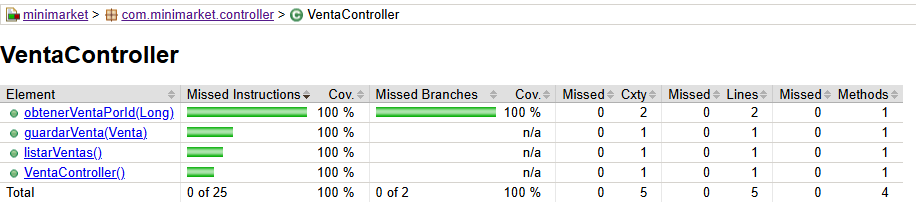 minimarket > com.minimarket.controller > VentaController
VentaController
Element Missed Instructions Cov. Missed Branches Cov. Missed Cxty Missed Lines Missed Methods
obtenerVentaPorId(Long) 100 % 100 % 0 2 0 2 0 1
guardarVenta(Venta) 100 % n/a 0 1 0 1 0 1
listarVentas() 100 % n/a 0 1 0 1 0 1
VentaController() 100 % n/a 0 1 0 1 0 1
Total 0 of 25 100 % 0 of 2 100 % 0 5 0 5 0 4